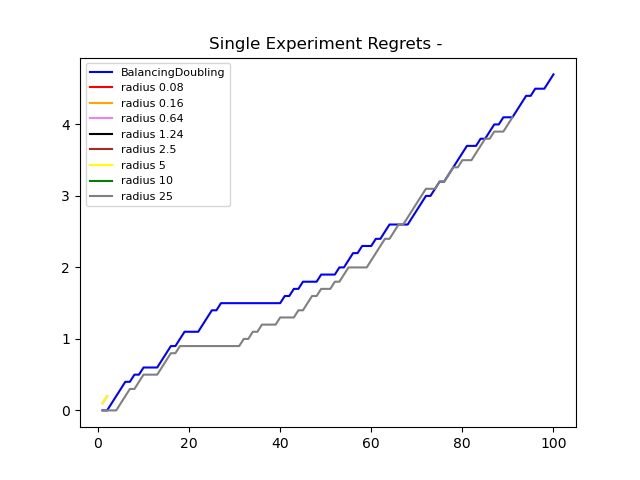 Single Experiment Regrets -
BalancingDoubling
radius 0.08
radius 0.16
radius 0.64
radius 1.24
radius 2.5
radius 5
radius 10
radius 25
4
3
2
1
0
0 20 40 60 80 100